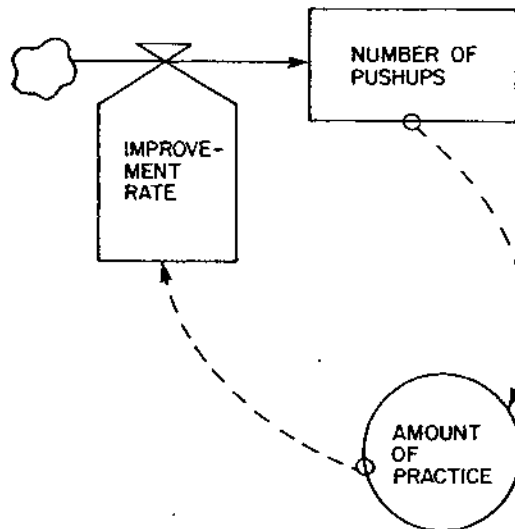 NUMBER OF
PUSHUPS
IMPROVE-
MENT
RATE
AMOUNT
OF
PRACTICE